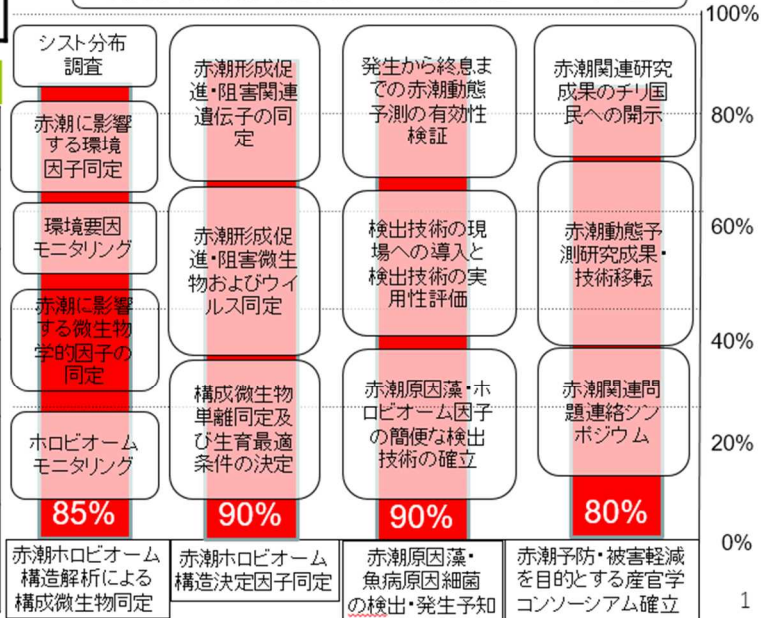 100%
80%
60%
40%
20%
0%
シスト分布
調査
赤潮に影響
する環境
因子同定
環境要因
モニタリング
赤潮に影響
する微生物
学的因子の
同定
ホロビオーム
モニタリング
85%
赤潮ホロビオーム
構造解析による
構成微生物同定
赤潮形成促
進・阻害関連
遺伝子の同
定
赤潮形成促
進・阻害微生
物およびウイ
ルス同定
構成微生物
単離同定及
び生育最適
条件の決定
90%
赤潮ホロビオーム
構造決定因子同定
発生から終息ま
での赤潮動態
予測の有効性
検証
検出技術の現
場への導入と
検出技術の実
用性評価
赤潮原因藻・ホ
ロビオーム因子
の簡便な検出
技術の確立
90%
赤潮原因藻・
魚病原因細菌
の検出・発生予知
赤潮関連研究
成果のチリ国
民への開示
赤潮動態予
測研究成果・
技術移転
赤潮関連問
題連絡シン
ポジウム
80%
赤潮予防・被害軽減
を目的とする産官学
コンソーシアム確立
1